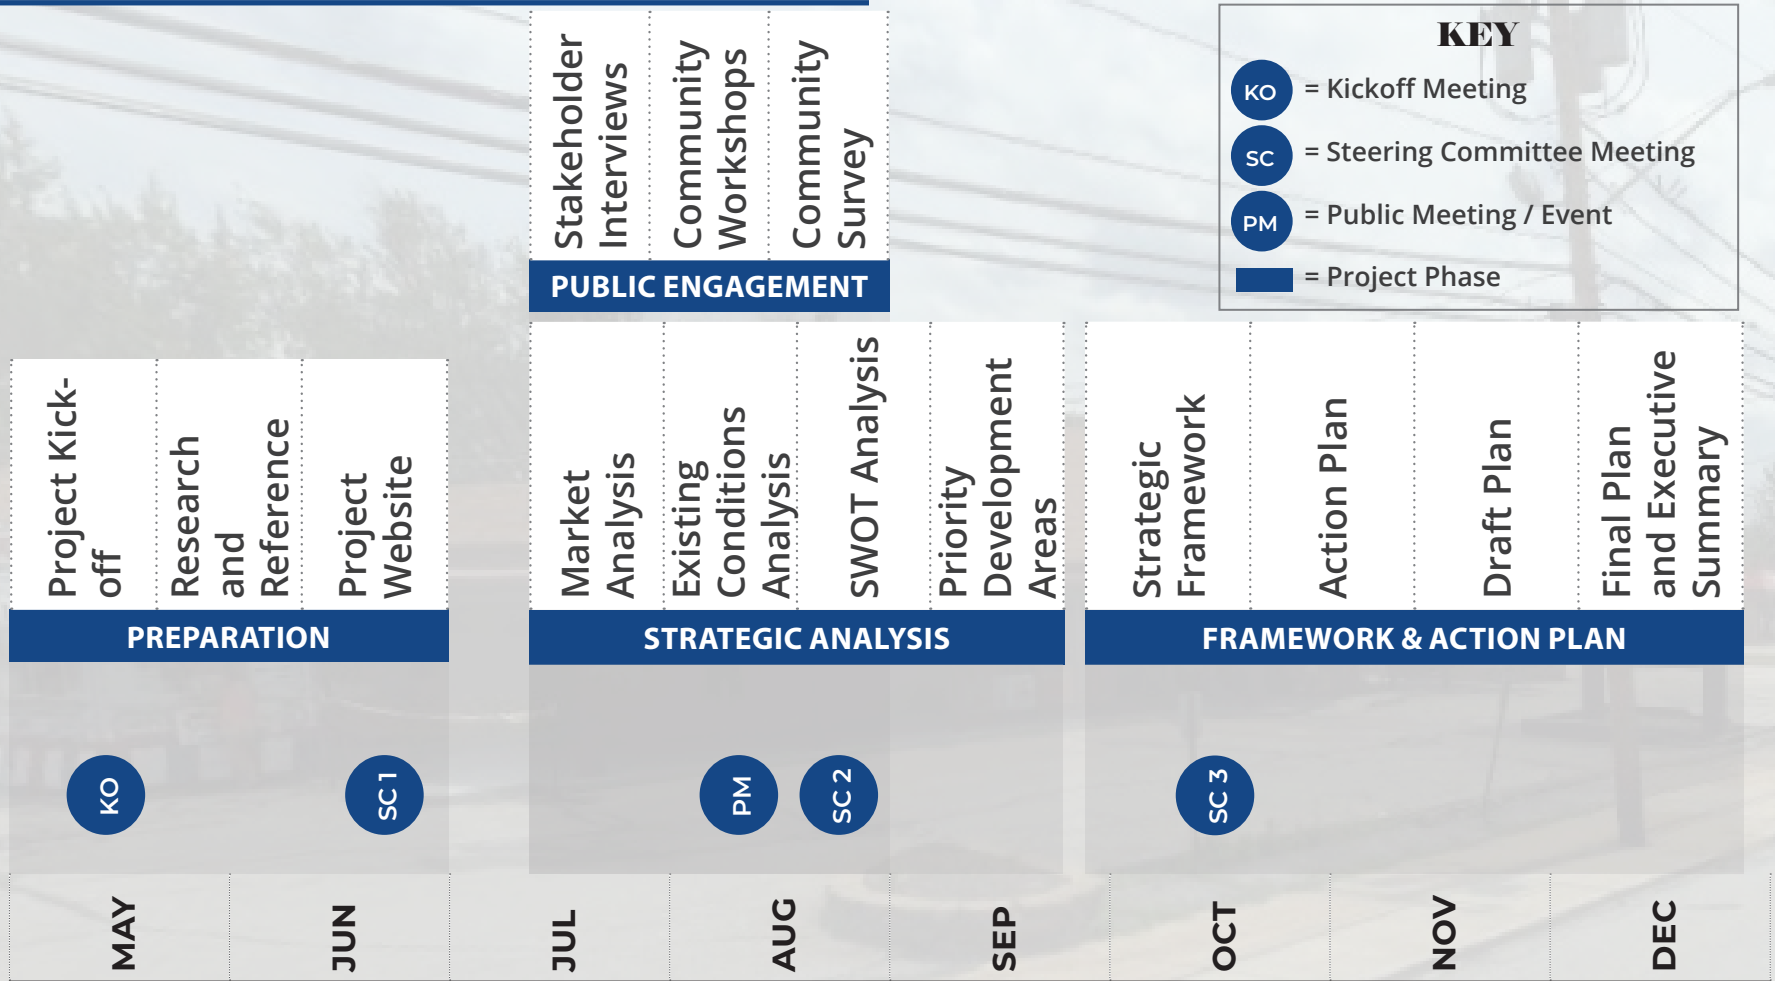 Stakeholder
Interviews
Community
Workshops
Community
Survey
PUBLIC ENGAGEMENT
KEY
KO = Kickoff Meeting
SC = Steering Committee Meeting
PM = Public Meeting / Event
= Project Phase
Project Kick-
off
Research
and
Reference
Project
Website
PREPARATION
Market
Analysis
Existing
Conditions
Analysis
SWOT Analysis
Priority
Development
Areas
STRATEGIC ANALYSIS
Strategic
Framework
Action Plan
Draft Plan
Final Plan
and Executive
Summary
FRAMEWORK & ACTION PLAN
KO
SC 1
PM
SC 2
SC 3
MAY
JUN
JUL
AUG
SEP
OCT
NOV
DEC